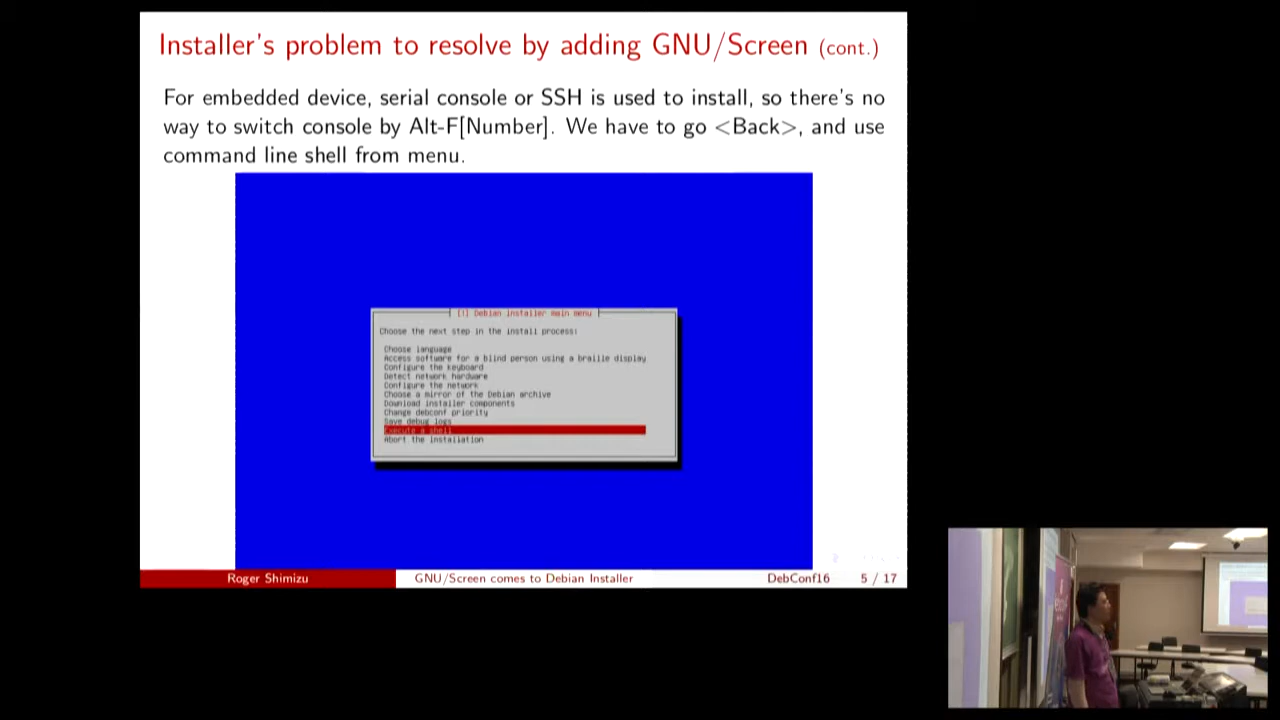 Installer's problem to resolve by adding GNU/Screen (cont.)
For embedded device, serial console or SSH is used to install, so there's no
way to switch console by Alt-F[Number]. We have to go <Back>, and use
command line shell from menu.
[!] Debian installer main menu
Choose the next step in the install process:
Choose language
Access software for a blind person using a braille display
Configure the keyboard
Detect network hardware
Configure the network
Choose a mirror of the Debian archive
Download installer components
Change debconf priority
Save debug logs
Execute a shell
Abort the installation
Roger Shimizu GNU/Screen comes to Debian Installer DebConf16 5 / 17